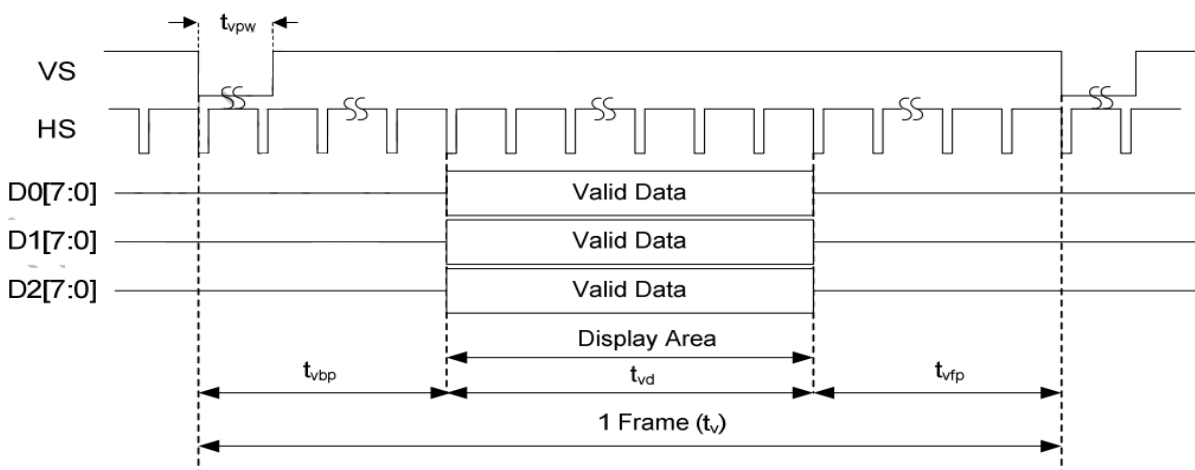 tvpw
VS
HS
D0[7:0] Valid Data
D1[7:0] Valid Data
D2[7:0] Valid Data
Display Area
tvbp tvd tvfp
1 Frame (tv)